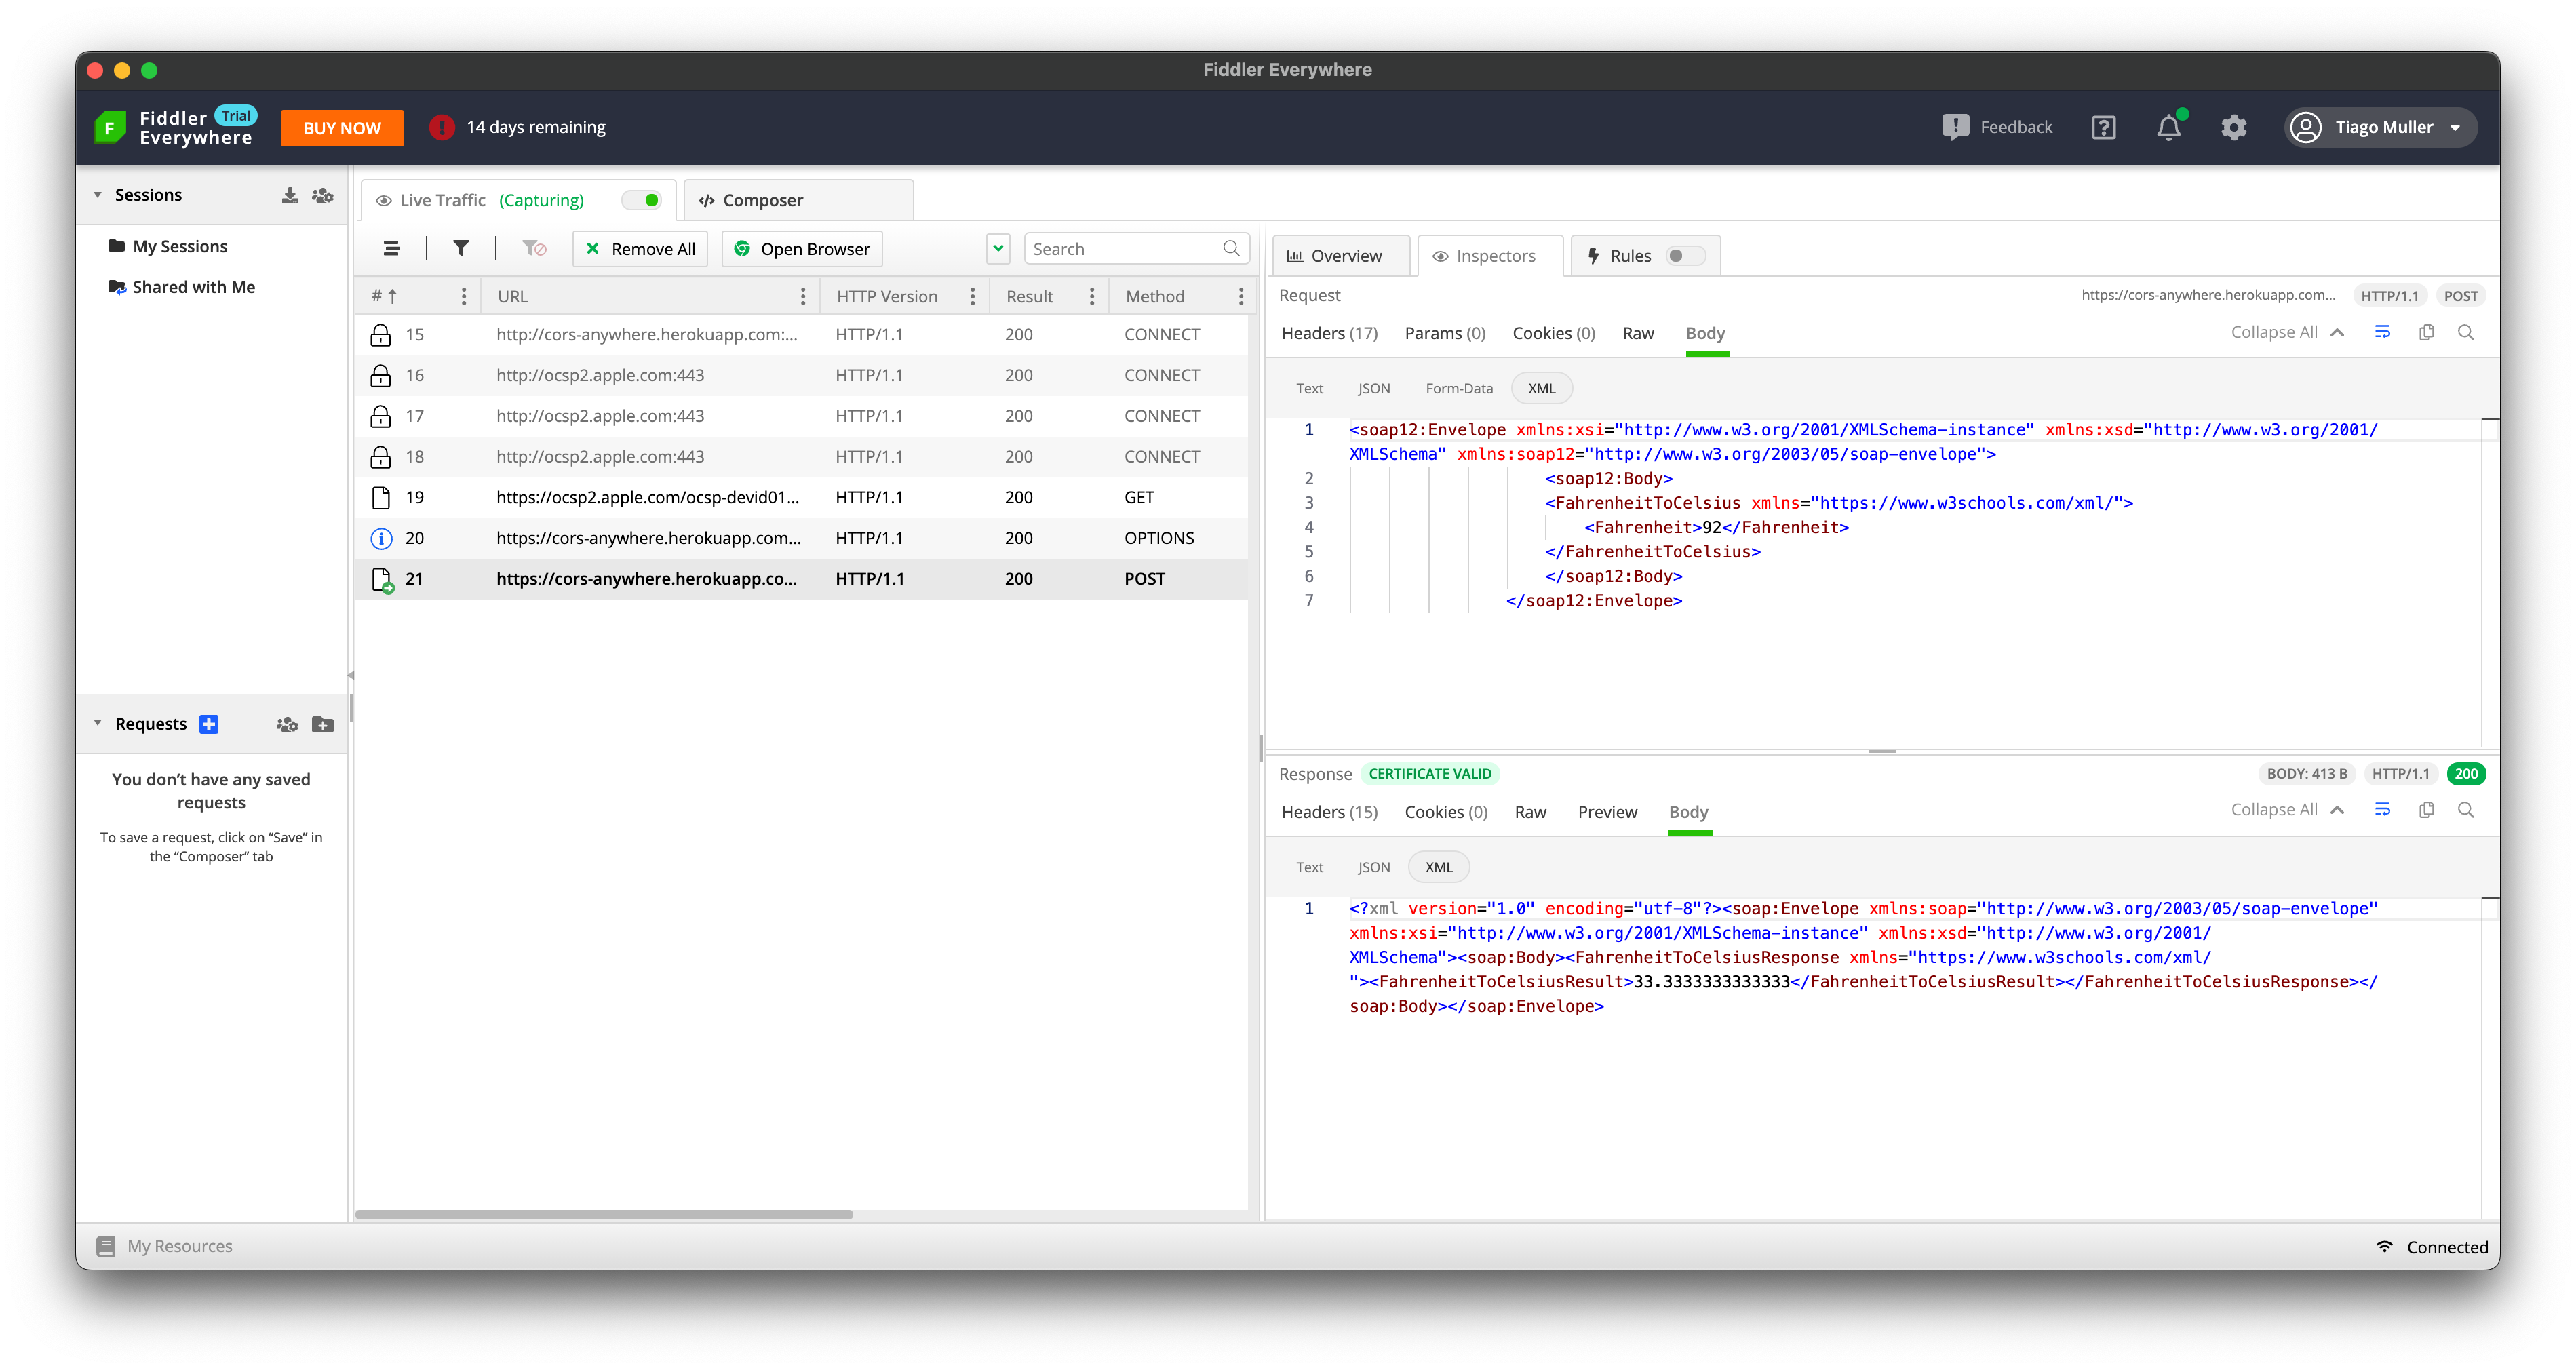 Fiddler Everywhere
Fiddler Everywhere Trial
BUY NOW
14 days remaining
Feedback
Tiago Muller
Sessions
My Sessions
Shared with Me
Requests
You don’t have any saved
requests
To save a request, click on “Save” in
the “Composer” tab
Live Traffic (Capturing)
Composer
Remove All
Open Browser
Search
# URL HTTP Version Result Method
15 http://cors-anywhere.herokuapp.com:... HTTP/1.1 200 CONNECT
16 http://ocsp2.apple.com:443 HTTP/1.1 200 CONNECT
17 http://ocsp2.apple.com:443 HTTP/1.1 200 CONNECT
18 http://ocsp2.apple.com:443 HTTP/1.1 200 CONNECT
19 https://ocsp2.apple.com/ocsp-devid01... HTTP/1.1 200 GET
20 https://cors-anywhere.herokuapp.com... HTTP/1.1 200 OPTIONS
21 https://cors-anywhere.herokuapp.co... HTTP/1.1 200 POST
Overview
Inspectors
Rules
Request https://cors-anywhere.herokuapp.com... HTTP/1.1 POST
Headers (17) Params (0) Cookies (0) Raw Body Collapse All
Text JSON Form-Data XML
1 <soap12:Envelope xmlns:xsi="http://www.w3.org/2001/XMLSchema-instance" xmlns:xsd="http://www.w3.org/2001/
XMLSchema" xmlns:soap12="http://www.w3.org/2003/05/soap-envelope">
2 <soap12:Body>
3 <FahrenheitToCelsius xmlns="https://www.w3schools.com/xml/">
4 <Fahrenheit>92</Fahrenheit>
5 </FahrenheitToCelsius>
6 </soap12:Body>
7 </soap12:Envelope>
Response CERTIFICATE VALID BODY: 413 B HTTP/1.1 200
Headers (15) Cookies (0) Raw Preview Body Collapse All
Text JSON XML
1 <?xml version="1.0" encoding="utf-8"?><soap:Envelope xmlns:soap="http://www.w3.org/2003/05/soap-envelope"
xmlns:xsi="http://www.w3.org/2001/XMLSchema-instance" xmlns:xsd="http://www.w3.org/2001/
XMLSchema"><soap:Body><FahrenheitToCelsiusResponse xmlns="https://www.w3schools.com/xml/
"><FahrenheitToCelsiusResult>33.3333333333333</FahrenheitToCelsiusResult></FahrenheitToCelsiusResponse></
soap:Body></soap:Envelope>
My Resources
Connected